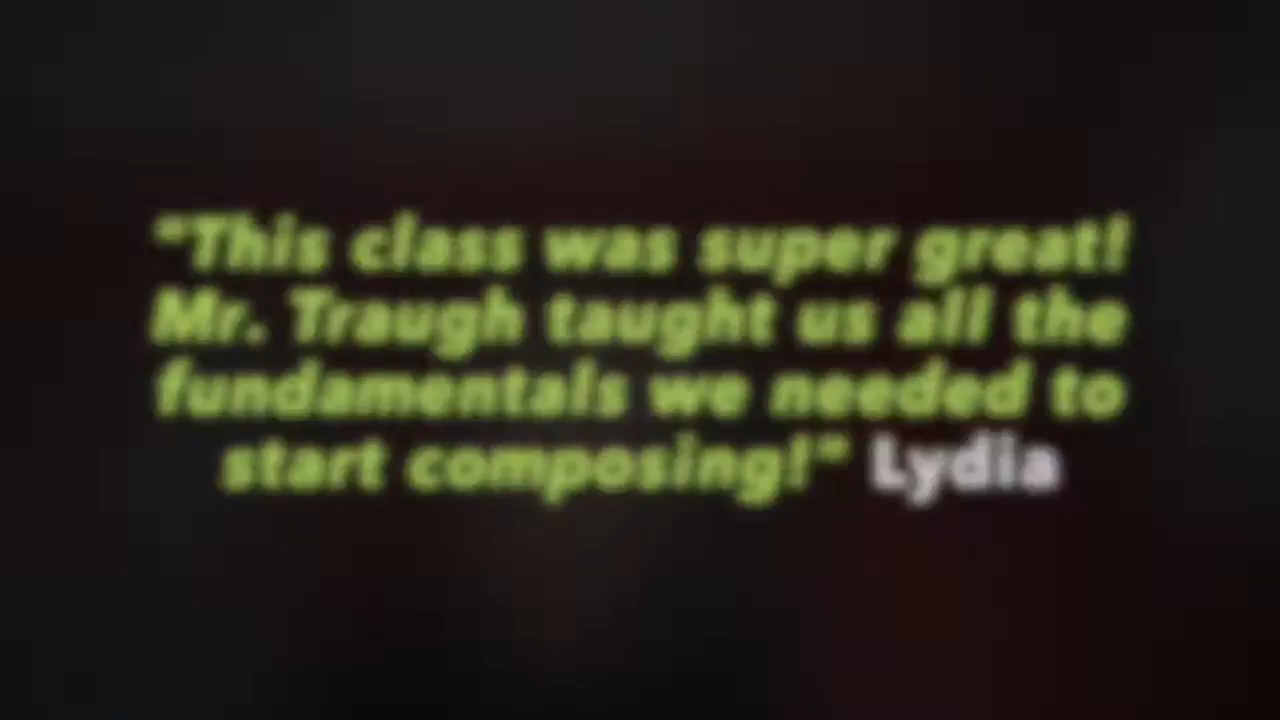 "This class was super great!
Mr. Traugh taught us all the
fundamentals we needed to
start composing!" Lydia